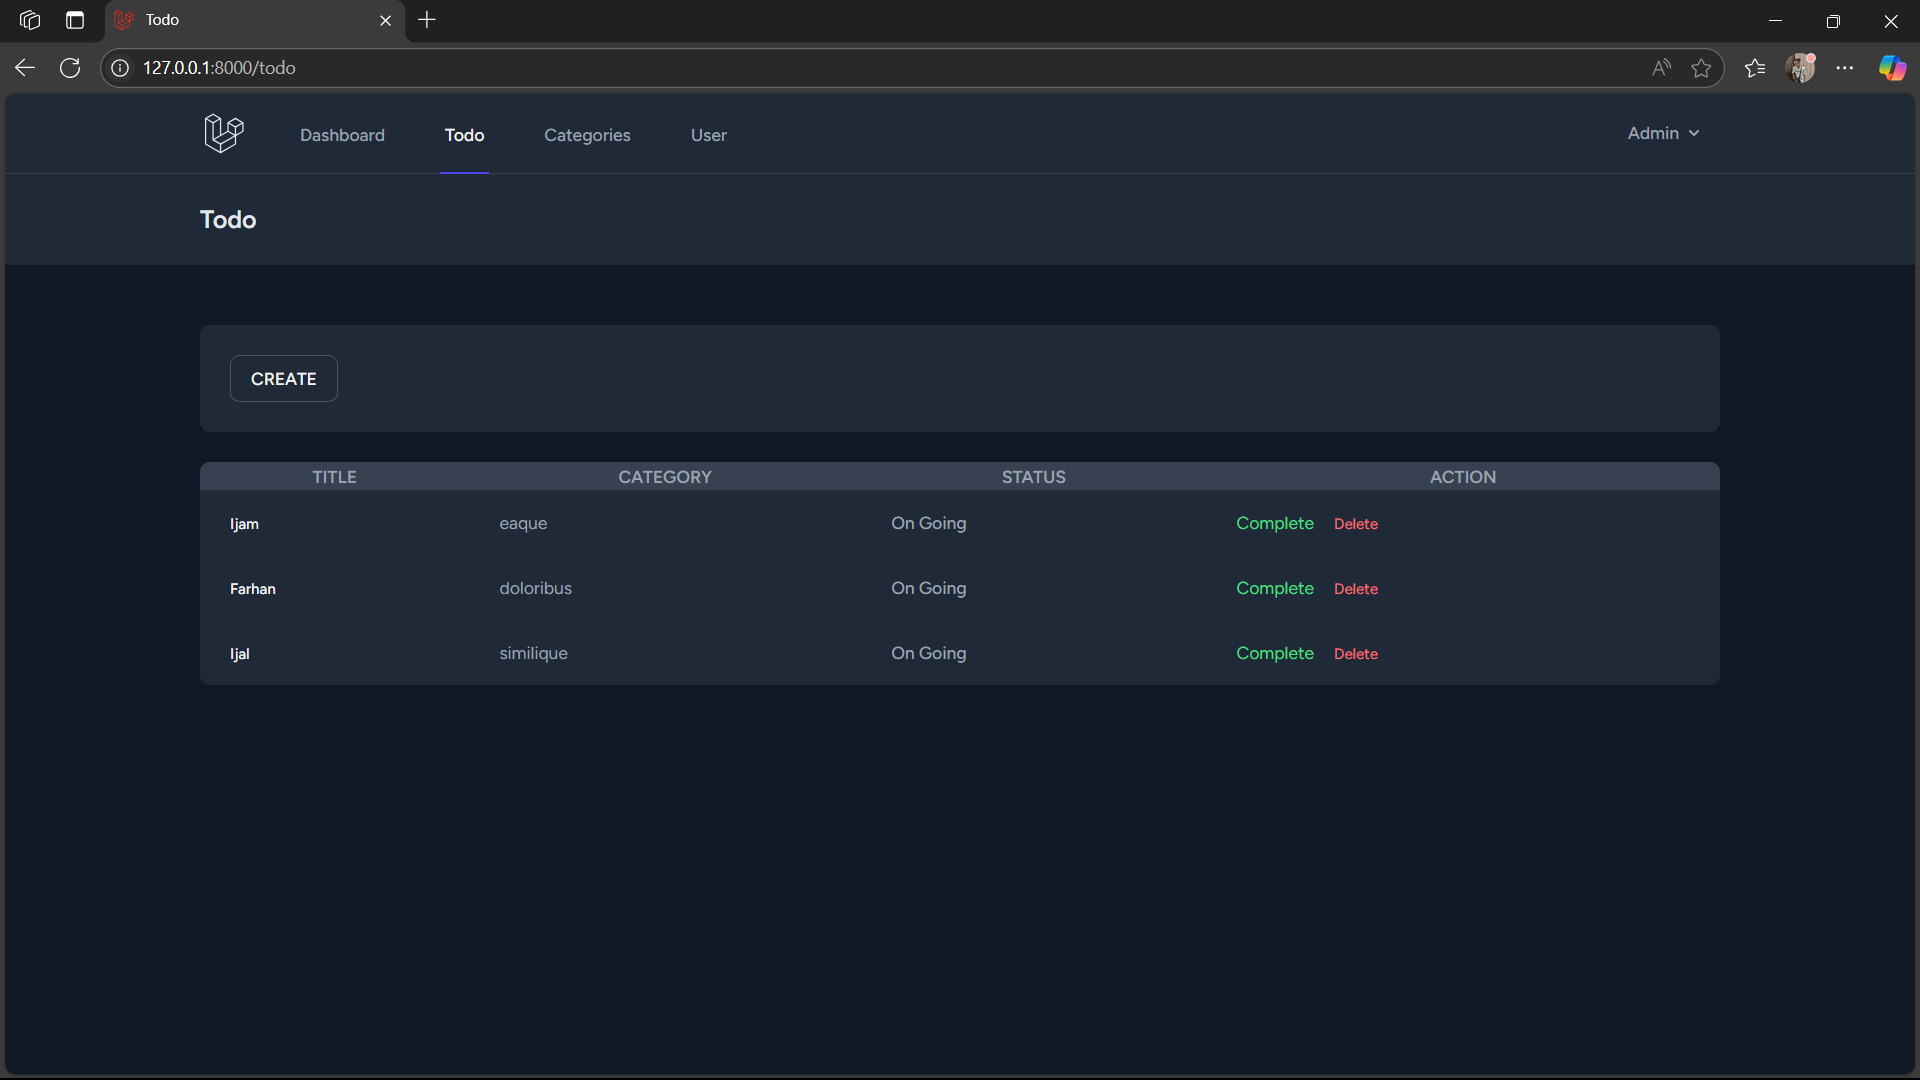 Todo
127.0.0.1:8000/todo
Dashboard Todo Categories User Admin
Todo
CREATE
TITLE CATEGORY STATUS ACTION
Ijam eaque On Going Complete Delete
Farhan doloribus On Going Complete Delete
Ijal similique On Going Complete Delete